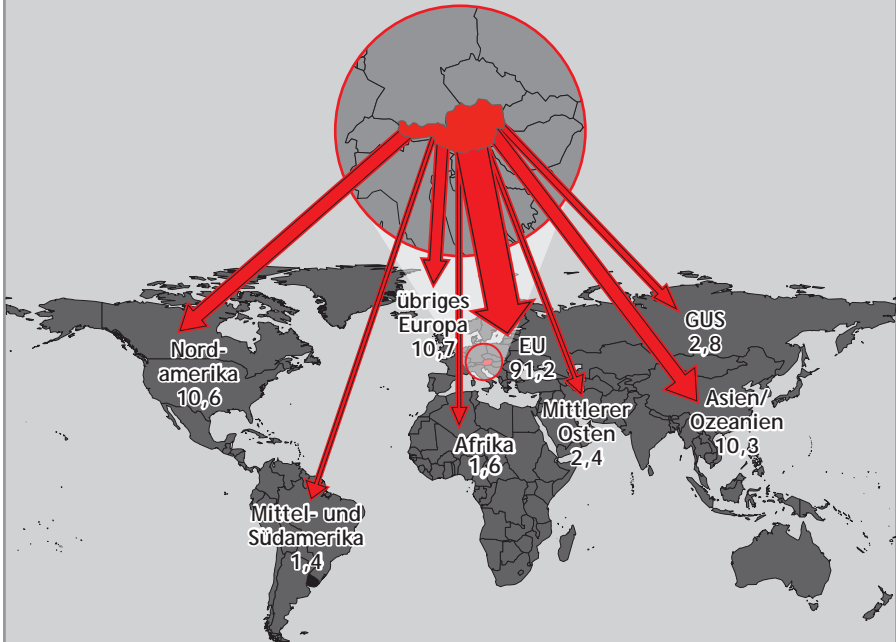 übriges
Europa
10,7
GUS
2,8
Nord-
amerika
10,6
EU
91,2
Asien/
Ozeanien
10,3
Mittlerer
Osten
2,4
Afrika
1,6
Mittel- und
Südamerika
1,4